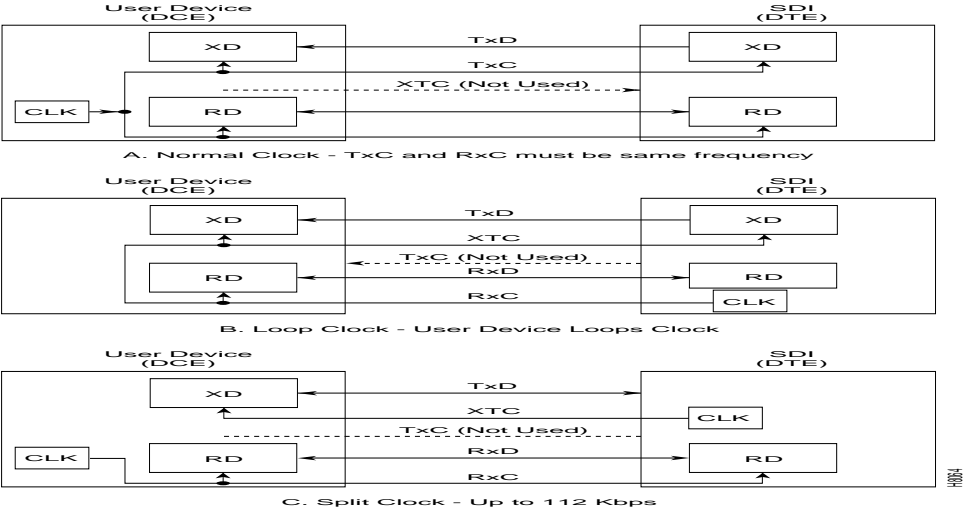 User Device
(DCE)
SDI
(DTE)
XD
TxD
XD
TxC
XTC (Not Used)
CLK
RD
RD
A. Normal Clock - TxC and RxC must be same frequency
User Device
(DCE)
SDI
(DTE)
XD
TxD
XD
XTC
TxC (Not Used)
RD
RxD
RD
RxC
CLK
B. Loop Clock - User Device Loops Clock
User Device
(DCE)
SDI
(DTE)
XD
TxD
XTC
CLK
TxC (Not Used)
CLK
RD
RxD
RD
RxC
C. Split Clock - Up to 112 Kbps
H8064